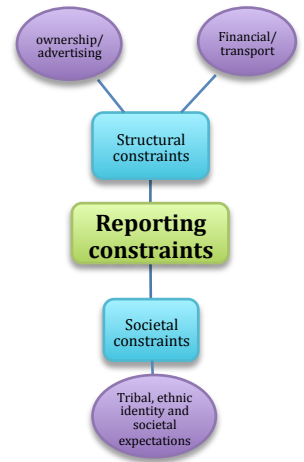 ownership/
advertising
Financial/
transport
Structural
constraints
Reporting
constraints
Societal
constraints
Tribal, ethnic
identity and
societal
expectations